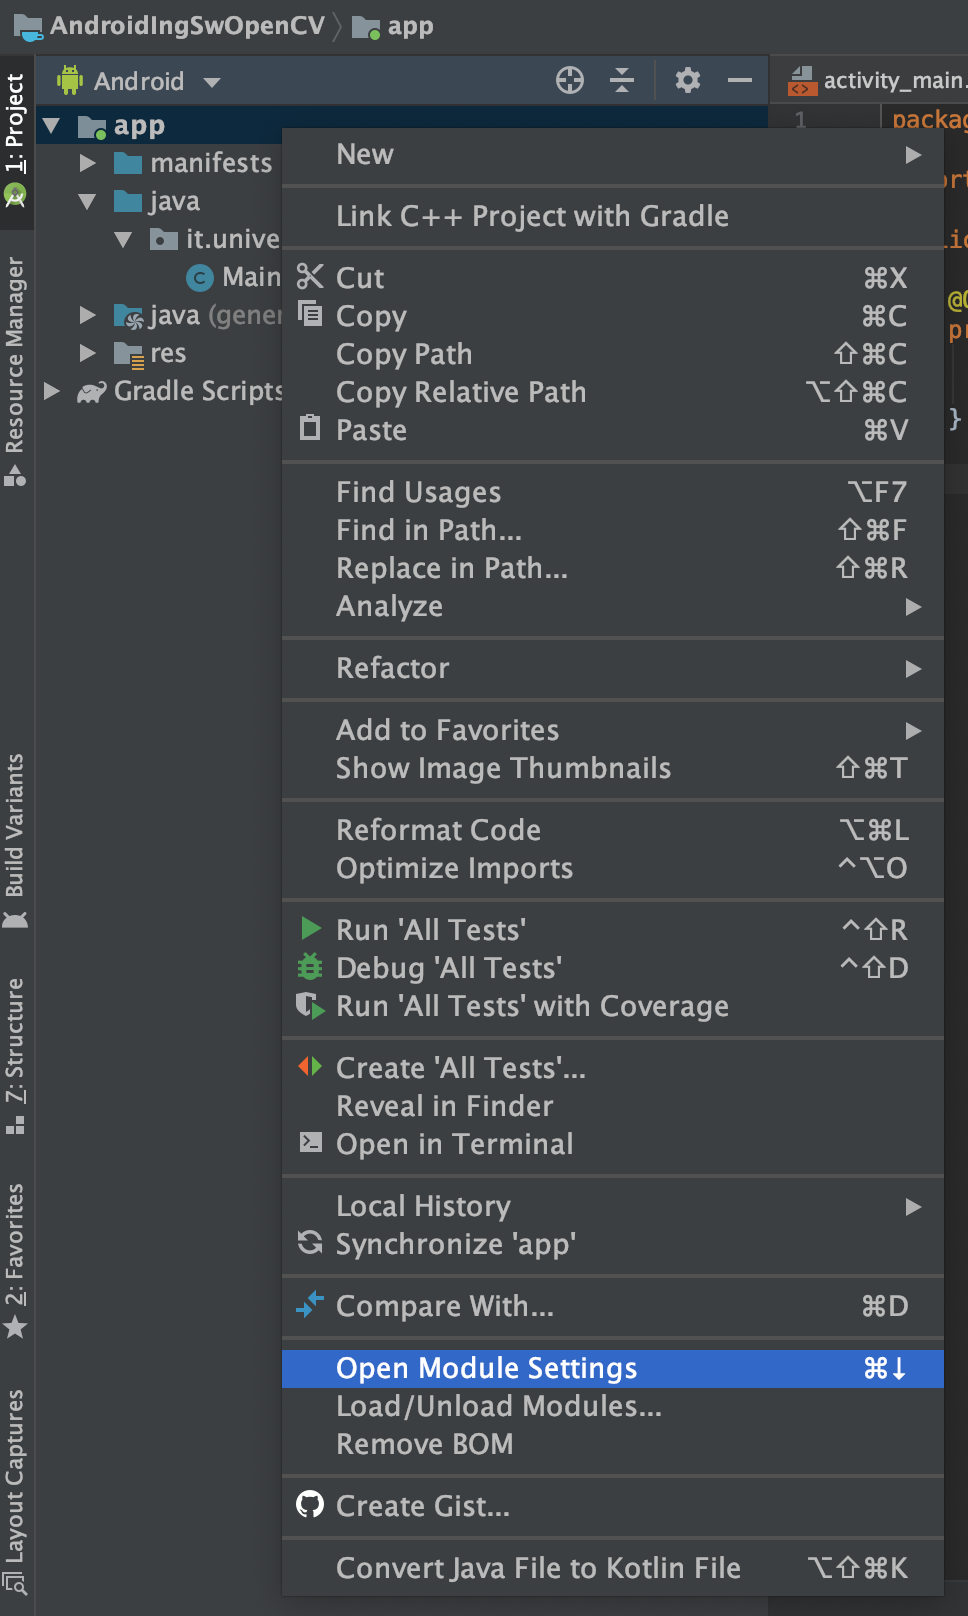 AndroidIngSwOpenCV
app
Android
activity_main.
1: Project
Resource Manager
Build Variants
7: Structure
2: Favorites
Layout Captures
app
manifests
java
it.unive
Main
java (gener
res
Gradle Scripts
1
packag
ort
lic
@O
pr
}
New
Link C++ Project with Gradle
Cut ⌘X
Copy ⌘C
Copy Path ⇧⌘C
Copy Relative Path ⌥⇧⌘C
Paste ⌘V
Find Usages ⌥F7
Find in Path... ⇧⌘F
Replace in Path... ⇧⌘R
Analyze
Refactor
Add to Favorites
Show Image Thumbnails ⇧⌘T
Reformat Code ⌥⌘L
Optimize Imports ^⌥O
Run 'All Tests' ^⇧R
Debug 'All Tests' ^⇧D
Run 'All Tests' with Coverage
Create 'All Tests'...
Reveal in Finder
Open in Terminal
Local History
Synchronize 'app'
Compare With... ⌘D
Open Module Settings ⌘↓
Load/Unload Modules...
Remove BOM
Create Gist...
Convert Java File to Kotlin File ⌥⇧⌘K